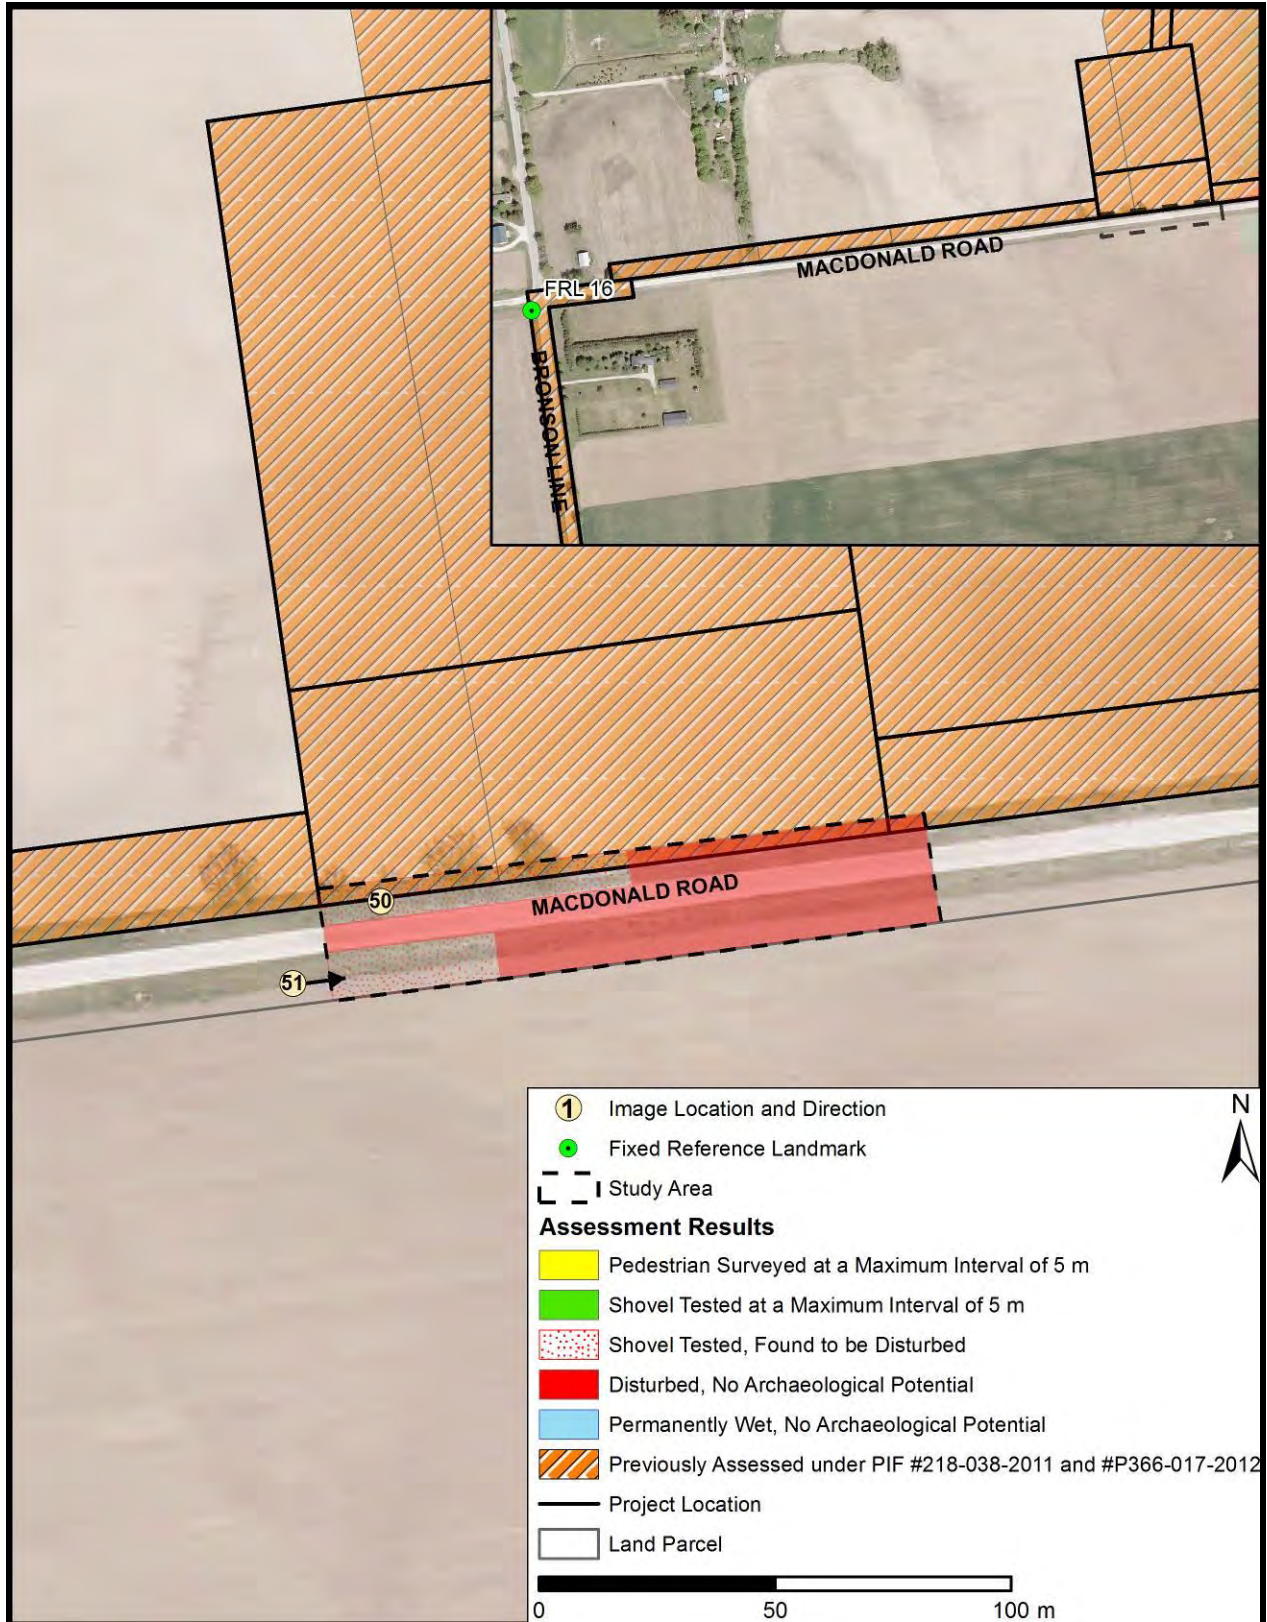 FRL 16
MACDONALD ROAD
BRONSON LINE
50
MACDONALD ROAD
51
1 Image Location and Direction
N
Fixed Reference Landmark
Study Area
Assessment Results
Pedestrian Surveyed at a Maximum Interval of 5 m
Shovel Tested at a Maximum Interval of 5 m
Shovel Tested, Found to be Disturbed
Disturbed, No Archaeological Potential
Permanently Wet, No Archaeological Potential
Previously Assessed under PIF #218-038-2011 and #P366-017-2012
Project Location
Land Parcel
0 50 100 m